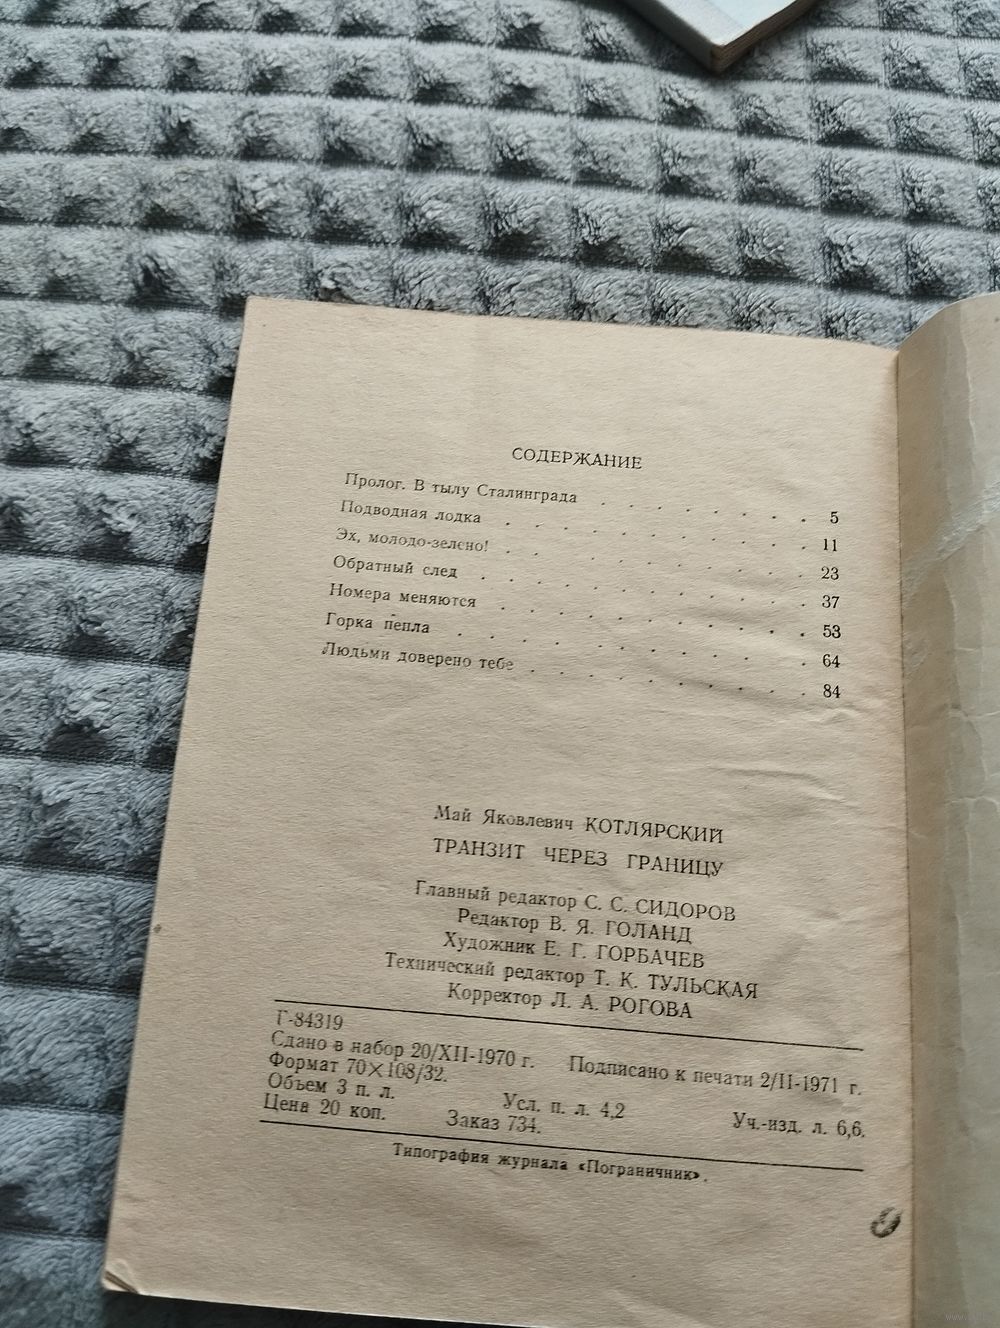 СОДЕРЖАНИЕ
Пролог. В тылу Сталинграда . . . . . . . . 5
Подводная лодка . . . . . . . . . . 11
Эх, молодо-зелено! . . . . . . . . . . 23
Обратный след . . . . . . . . . . . 37
Номера меняются . . . . . . . . . . . 53
Горка пепла . . . . . . . . . . . 64
Людьми доверено тебе . . . . . . . . . . 84
Май Яковлевич КОТЛЯРСКИЙ
ТРАНЗИТ ЧЕРЕЗ ГРАНИЦУ
Главный редактор С. С. СИДОРОВ
Редактор В. Я. ГОЛАНД
Художник Е. Г. ГОРБАЧЕВ
Технический редактор Т. К. ТУЛЬСКАЯ
Корректор Л. А. РОГОВА
Г-84319
Сдано в набор 20/XII-1970 г. Подписано к печати 2/II-1971 г.
Формат 70×108/32.
Объем 3 п. л. Усл. п. л. 4,2 Уч.-изд. л. 6,6.
Цена 20 коп. Заказ 734.
Типография журнала «Пограничник».